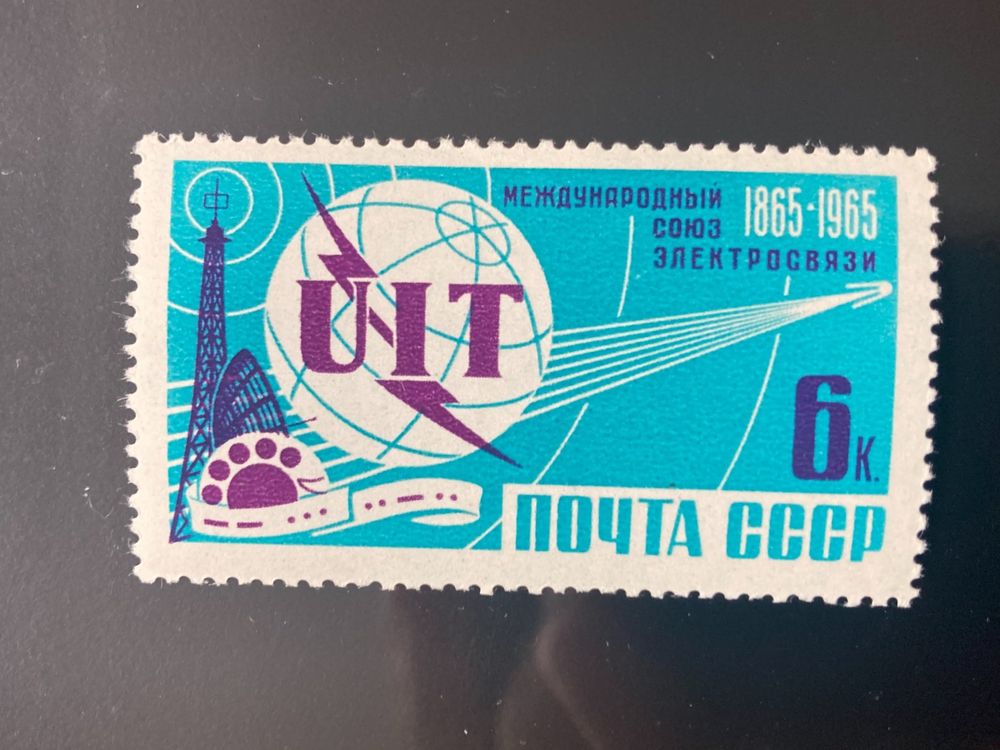 МЕЖДУНАРОДНЫЙ
СОЮЗ
ЭЛЕКТРОСВЯЗИ
1865·1965
UIT
6к.
ПОЧТА СССР